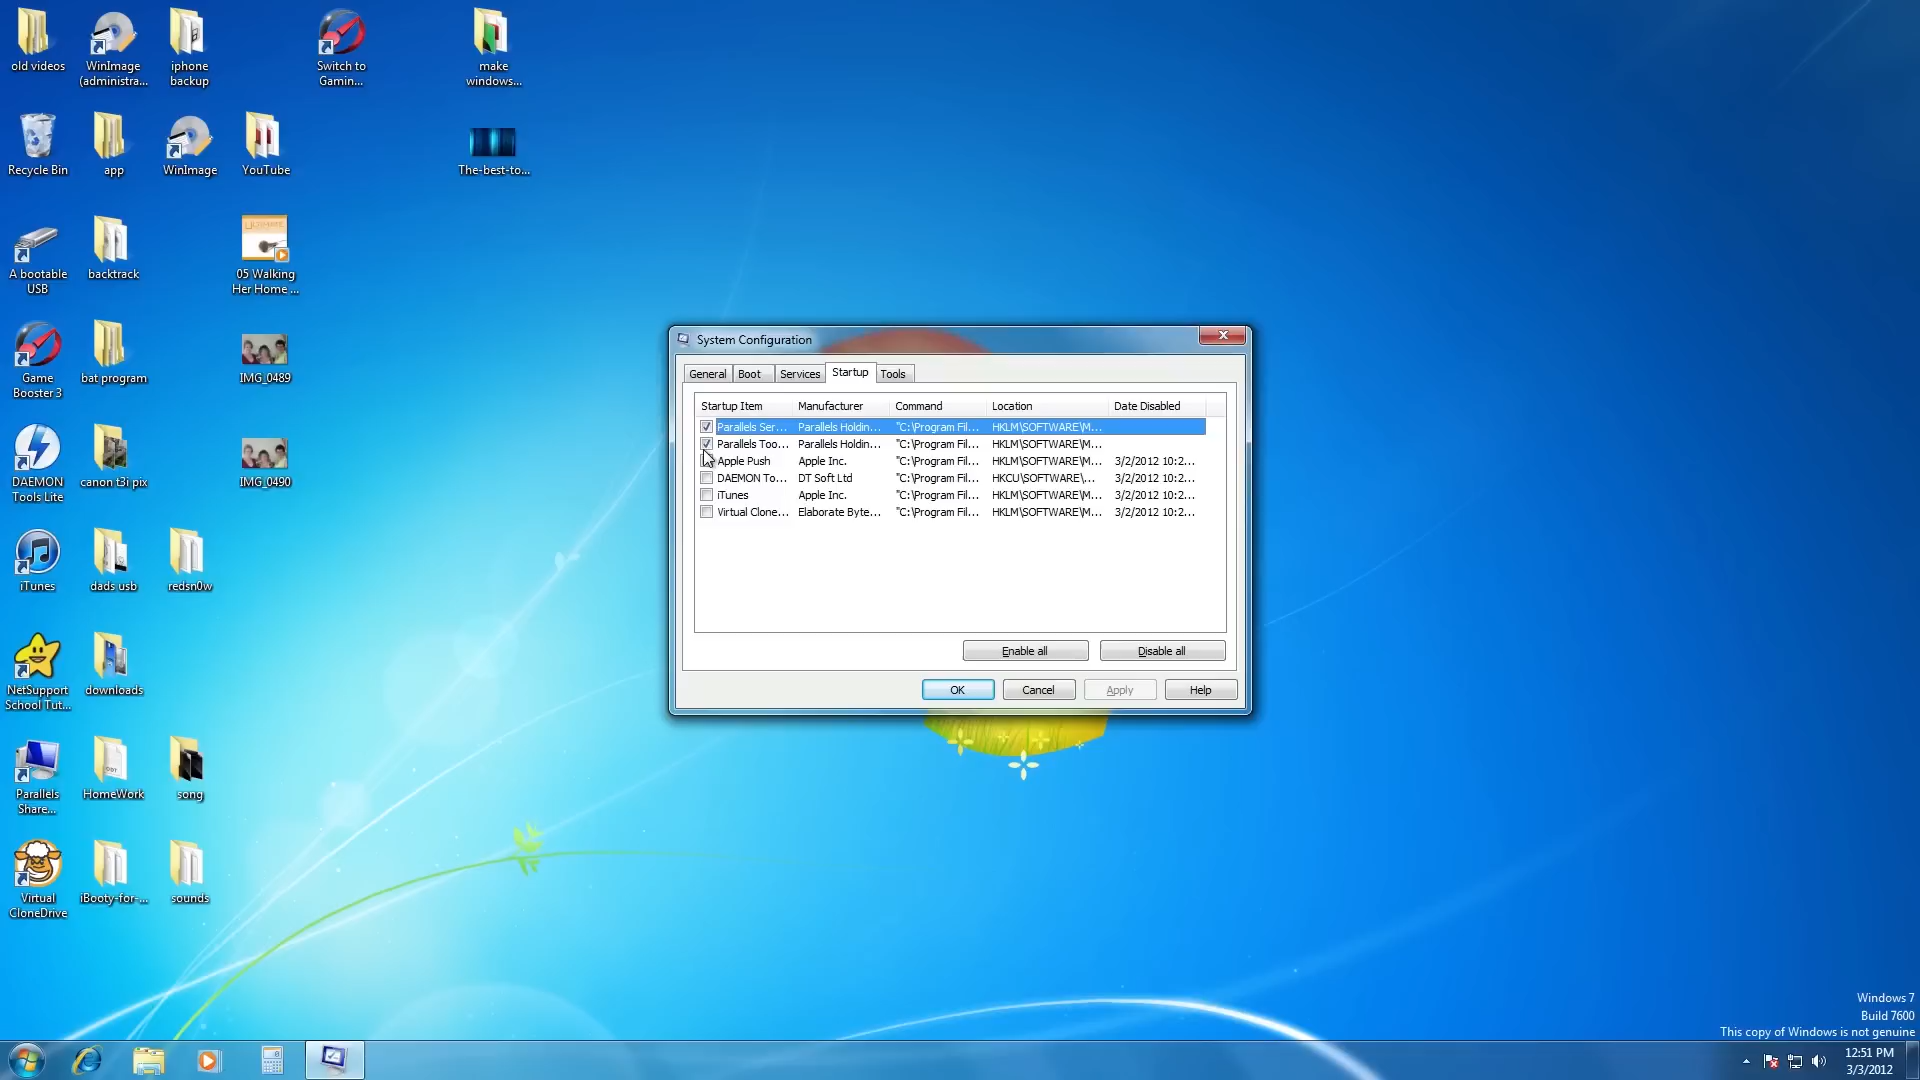 old videos
WinImage
(administra...
iphone
backup
Switch to
Gamin...
make
windows...
Recycle Bin
app
WinImage
YouTube
The-best-to...
A bootable
USB
backtrack
05 Walking
Her Home ...
Game
Booster 3
bat program
IMG_0489
DAEMON
Tools Lite
canon t3i pix
IMG_0490
iTunes
dads usb
redsn0w
NetSupport
School Tut...
downloads
Parallels
Share...
HomeWork
song
Virtual
CloneDrive
iBooty-for-...
sounds
System Configuration
General Boot Services Startup Tools
Startup Item Manufacturer Command Location Date Disabled
Parallels Ser... Parallels Holdin... "C:\Program Fil... HKLM\SOFTWARE\M...
Parallels Too... Parallels Holdin... "C:\Program Fil... HKLM\SOFTWARE\M...
Apple Push Apple Inc. "C:\Program Fil... HKLM\SOFTWARE\M... 3/2/2012 10:2...
DAEMON To... DT Soft Ltd "C:\Program Fil... HKCU\SOFTWARE\... 3/2/2012 10:2...
iTunes Apple Inc. "C:\Program Fil... HKLM\SOFTWARE\M... 3/2/2012 10:2...
Virtual Clone... Elaborate Byte... "C:\Program Fil... HKLM\SOFTWARE\M... 3/2/2012 10:2...
Enable all Disable all
OK Cancel Apply Help
Windows 7
Build 7600
This copy of Windows is not genuine
12:51 PM
3/3/2012